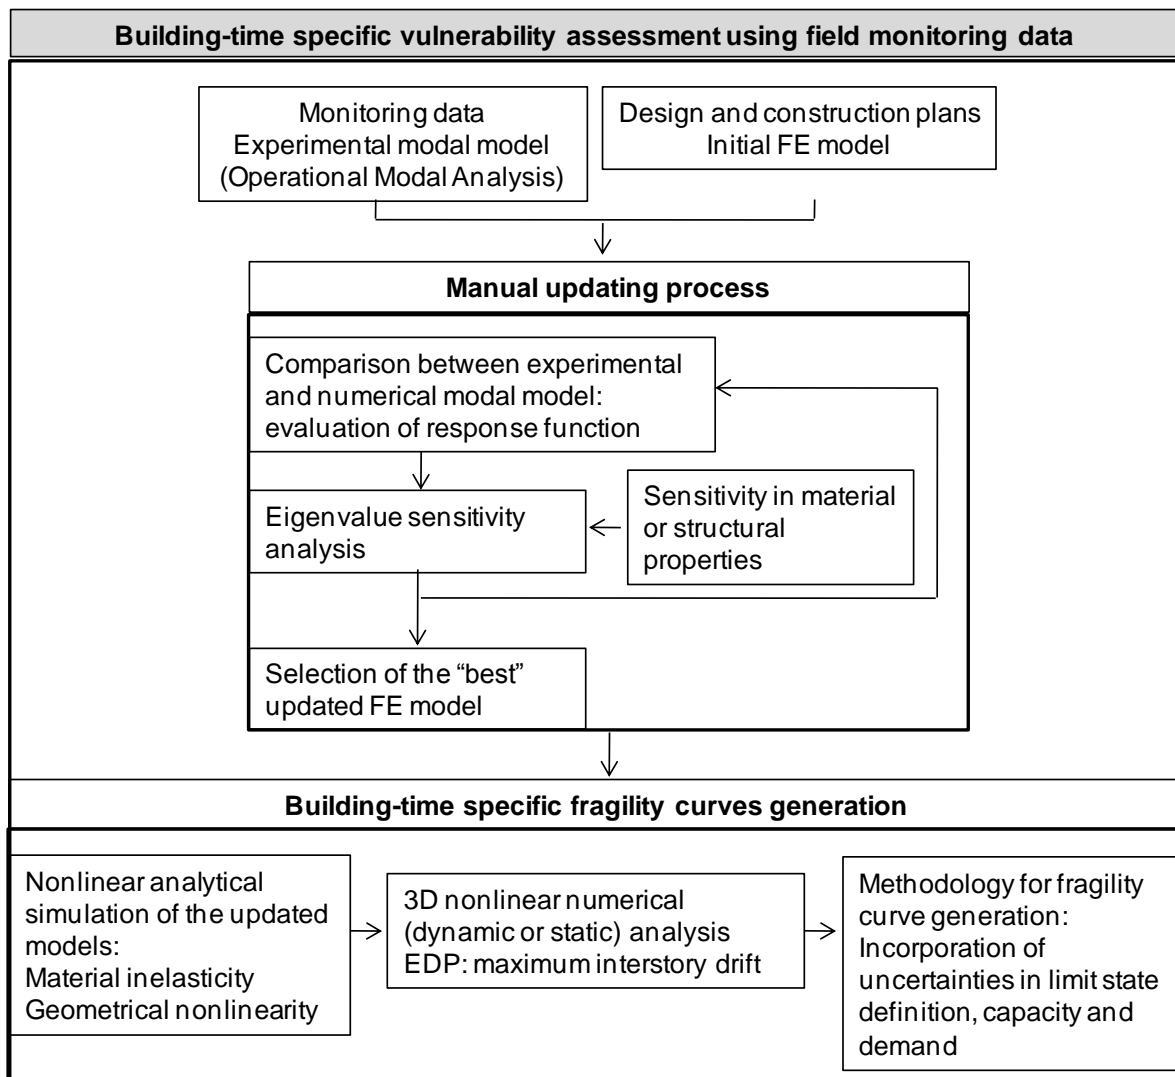 Building-time specific vulnerability assessment using field monitoring data
Monitoring data
Experimental modal model
(Operational Modal Analysis)
Design and construction plans
Initial FE model
Manual updating process
Comparison between experimental
and numerical modal model:
evaluation of response function
Eigenvalue sensitivity
analysis
Sensitivity in material
or structural
properties
Selection of the “best”
updated FE model
Building-time specific fragility curves generation
Nonlinear analytical
simulation of the updated
models:
Material inelasticity
Geometrical nonlinearity
3D nonlinear numerical
(dynamic or static) analysis
EDP: maximum interstory drift
Methodology for fragility
curve generation:
Incorporation of
uncertainties in limit state
definition, capacity and
demand